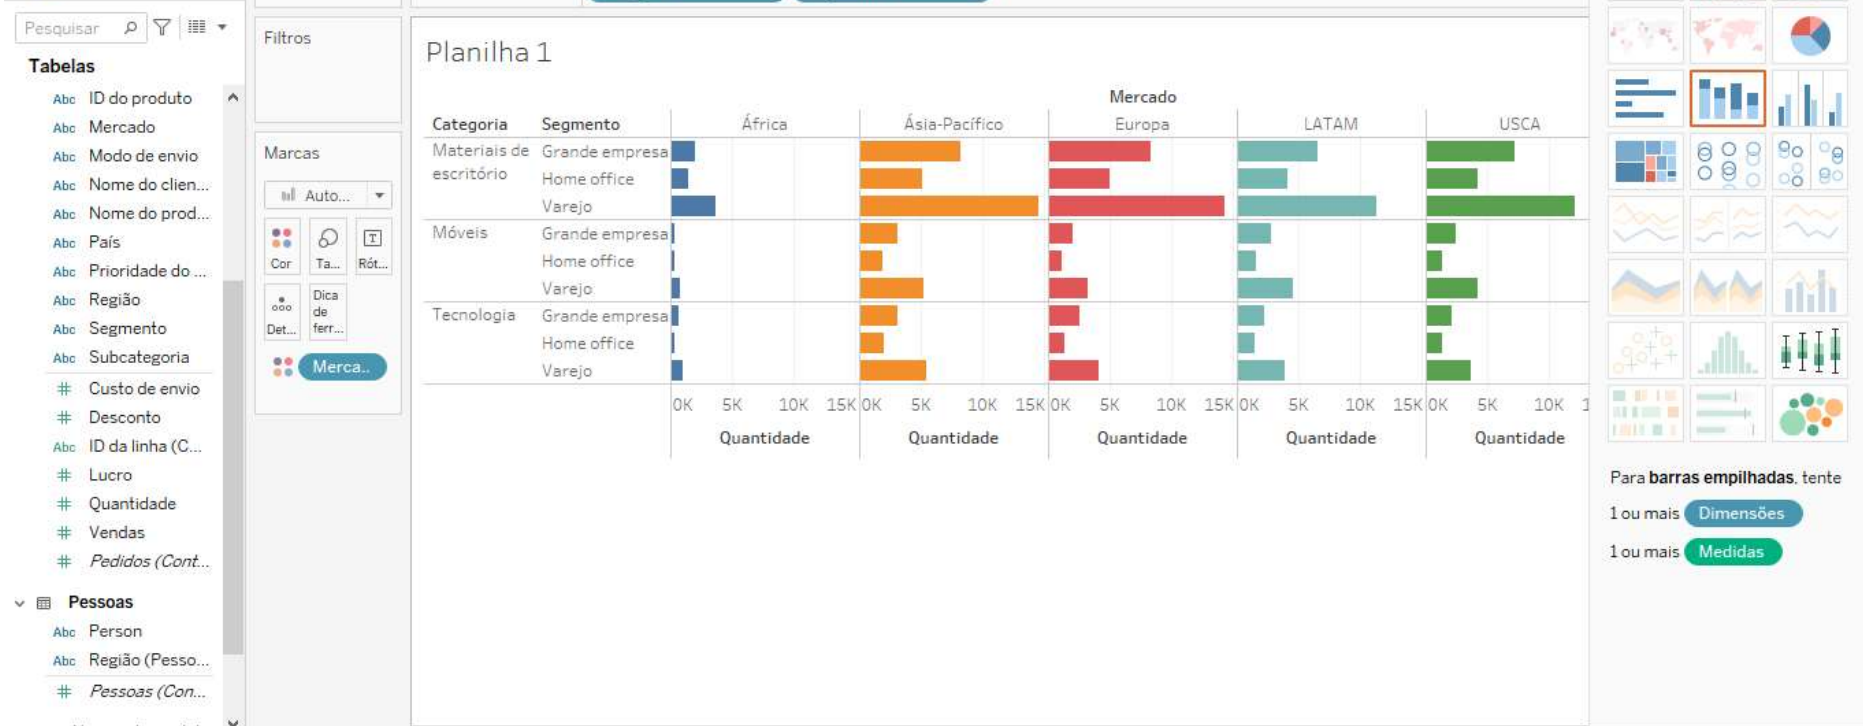 Pesquisar
Tabelas
Abc ID do produto
Abc Mercado
Abc Modo de envio
Abc Nome do clien...
Abc Nome do prod...
Abc País
Abc Prioridade do ...
Abc Região
Abc Segmento
Abc Subcategoria
# Custo de envio
# Desconto
Abc ID da linha (C...
# Lucro
# Quantidade
# Vendas
# Pedidos (Cont...
Pessoas
Abc Person
Abc Região (Pesso...
# Pessoas (Con...
Filtros
Marcas
Auto...
Cor Ta... Rót...
Det... Dica de ferr...
Merca..
Planilha 1
Mercado
Categoria Segmento África Ásia-Pacífico Europa LATAM USCA
Materiais de escritório Grande empresa
Home office
Varejo
Móveis Grande empresa
Home office
Varejo
Tecnologia Grande empresa
Home office
Varejo
0K 5K 10K 15K 0K 5K 10K 15K 0K 5K 10K 15K 0K 5K 10K 15K 0K 5K 10K 1
Quantidade Quantidade Quantidade Quantidade Quantidade
Para barras empilhadas, tente
1 ou mais Dimensões
1 ou mais Medidas